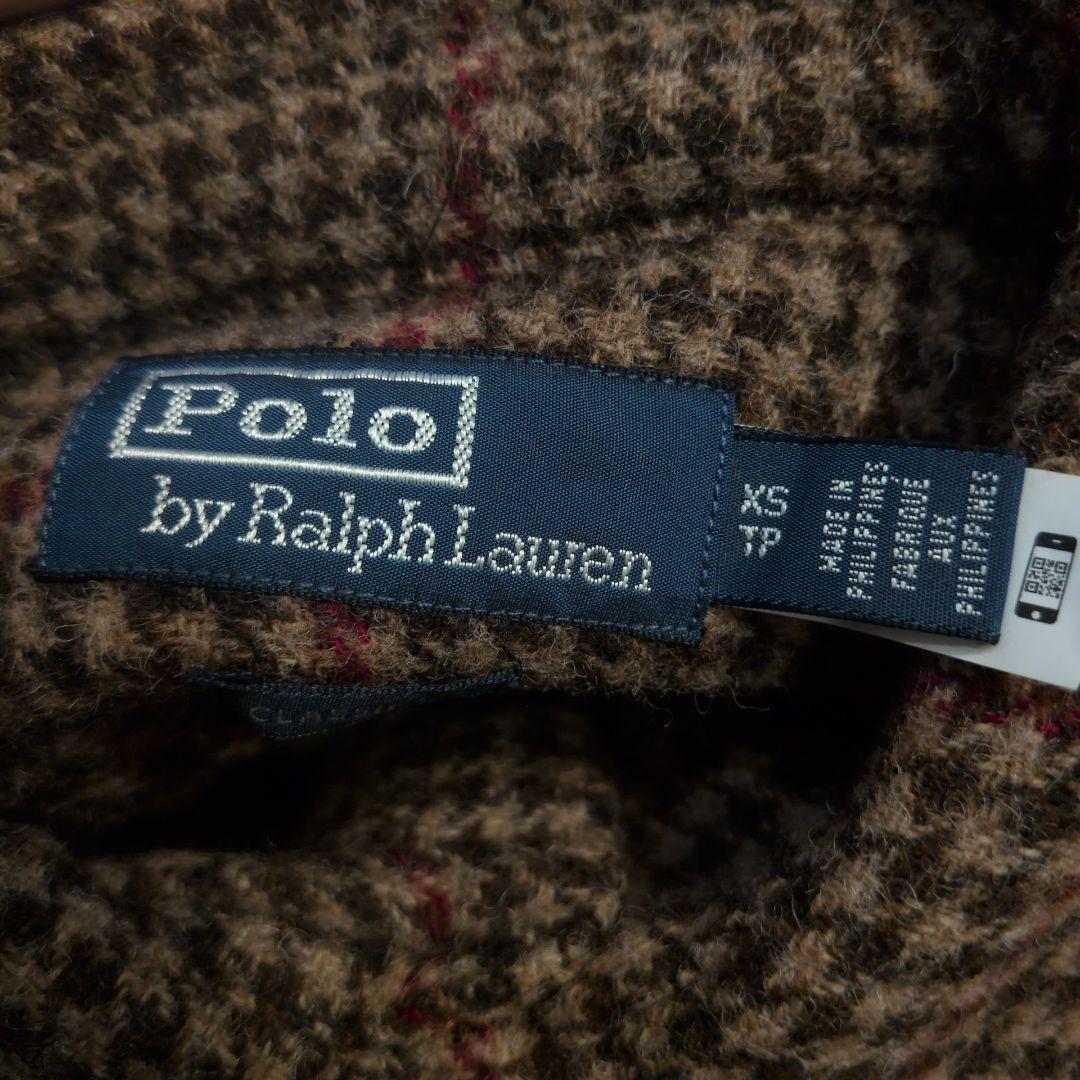 Polo
by Ralph Lauren
XS
TP
MADE IN
PHILIPPINES
FABRIQUÉ
AUX
PHILIPPINES